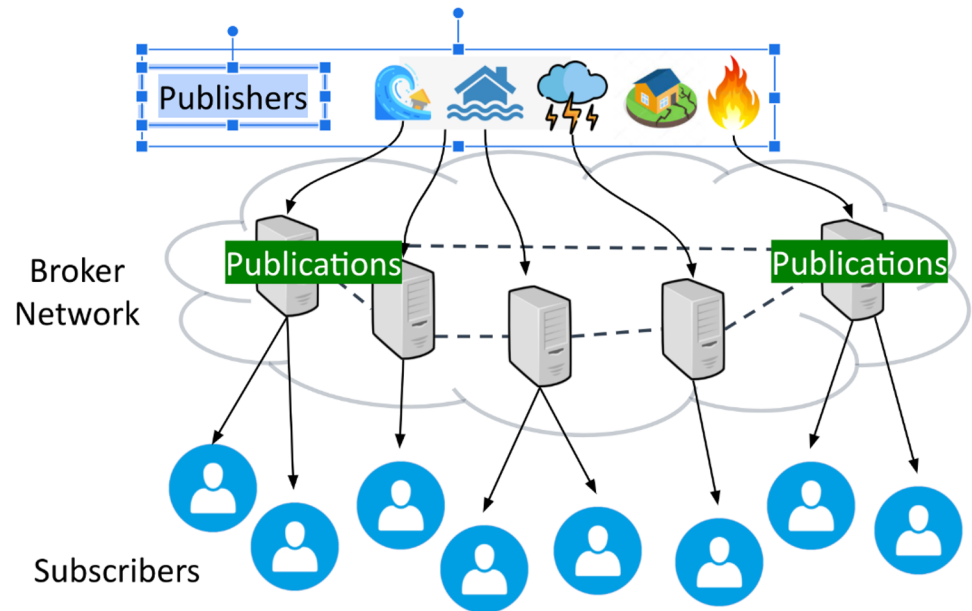 Publishers
Publications
Publications
Broker
Network
Subscribers